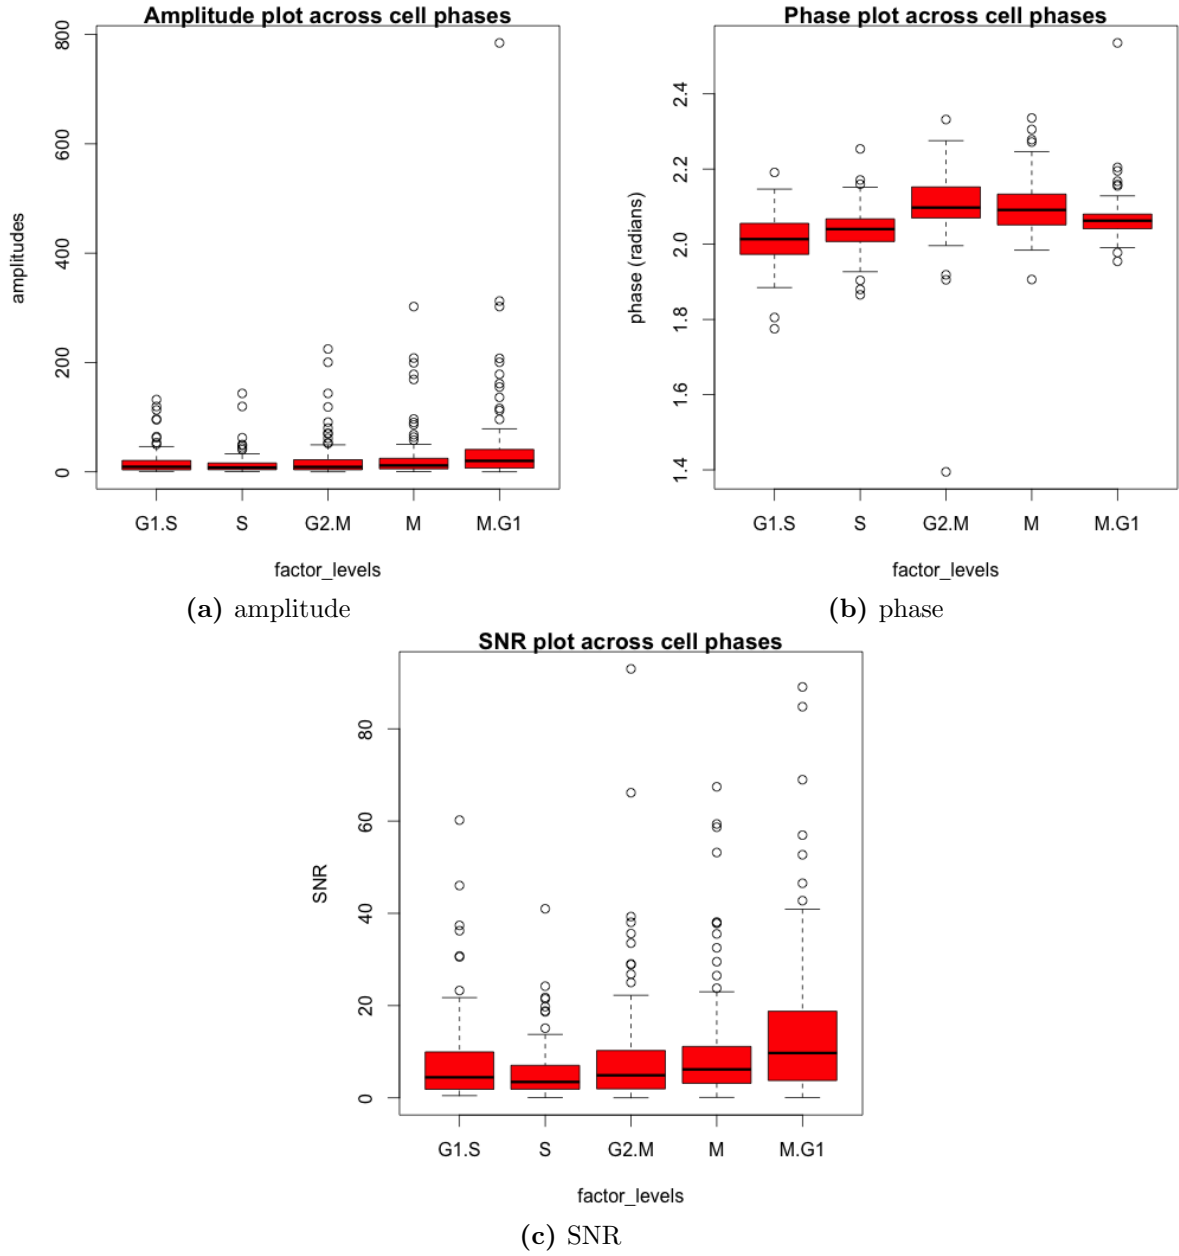 Amplitude plot across cell phases
amplitudes
800
600
400
200
0
G1.S S G2.M M M.G1
factor_levels
(a) amplitude
Phase plot across cell phases
phase (radians)
2.4
2.2
2.0
1.8
1.6
1.4
G1.S S G2.M M M.G1
factor_levels
(b) phase
SNR plot across cell phases
SNR
80
60
40
20
0
G1.S S G2.M M M.G1
factor_levels
(c) SNR